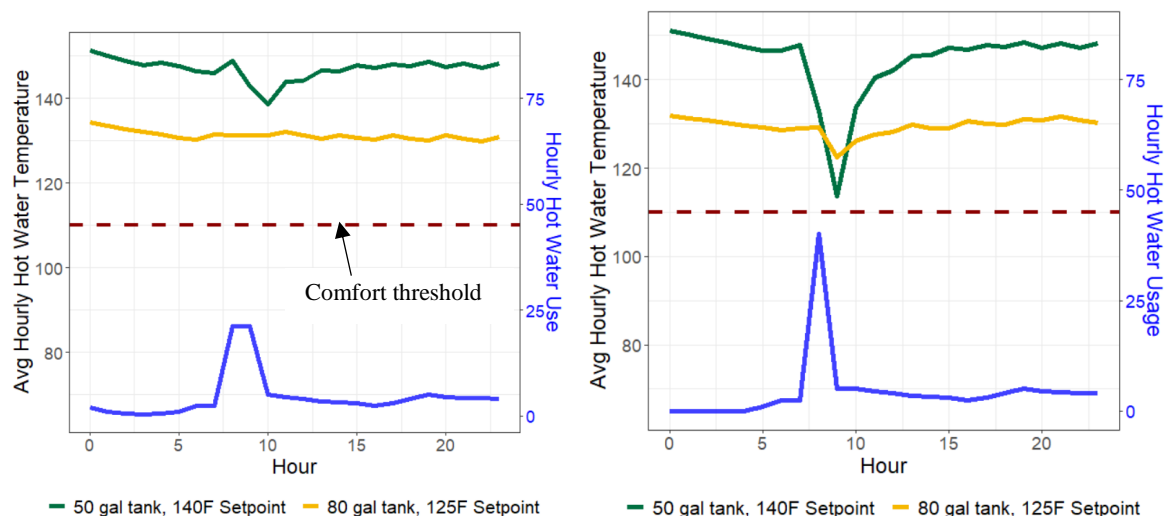 Avg Hourly Hot Water Temperature
140
120
100
80
75
50
25
0
Hourly Hot Water Use
Comfort threshold
0 5 10 15 20
Hour
50 gal tank, 140F Setpoint 80 gal tank, 125F Setpoint
Avg Hourly Hot Water Temperature
140
120
100
80
75
50
25
0
Hourly Hot Water Usage
0 5 10 15 20
Hour
50 gal tank, 140F Setpoint 80 gal tank, 125F Setpoint